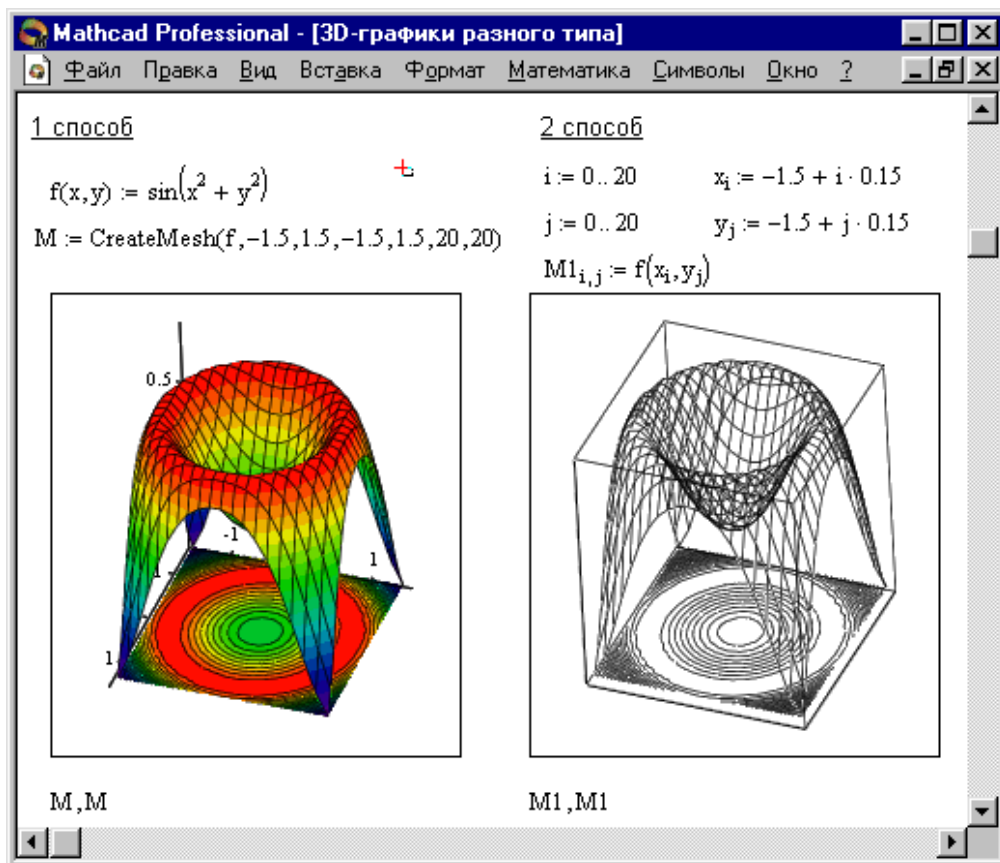 Mathcad Professional - [3D-графики разного типа]
Файл Правка Вид Вставка Формат Математика Символы Окно ?
1 способ
f(x,y) := sin(x² + y²)
M := CreateMesh(f,−1.5,1.5,−1.5,1.5,20,20)
0.5
-1
1
1
1
M,M
2 способ
i := 0..20 xᵢ := −1.5 + i · 0.15
j := 0..20 yⱼ := −1.5 + j · 0.15
M1ᵢ,ⱼ := f(xᵢ,yⱼ)
M1,M1